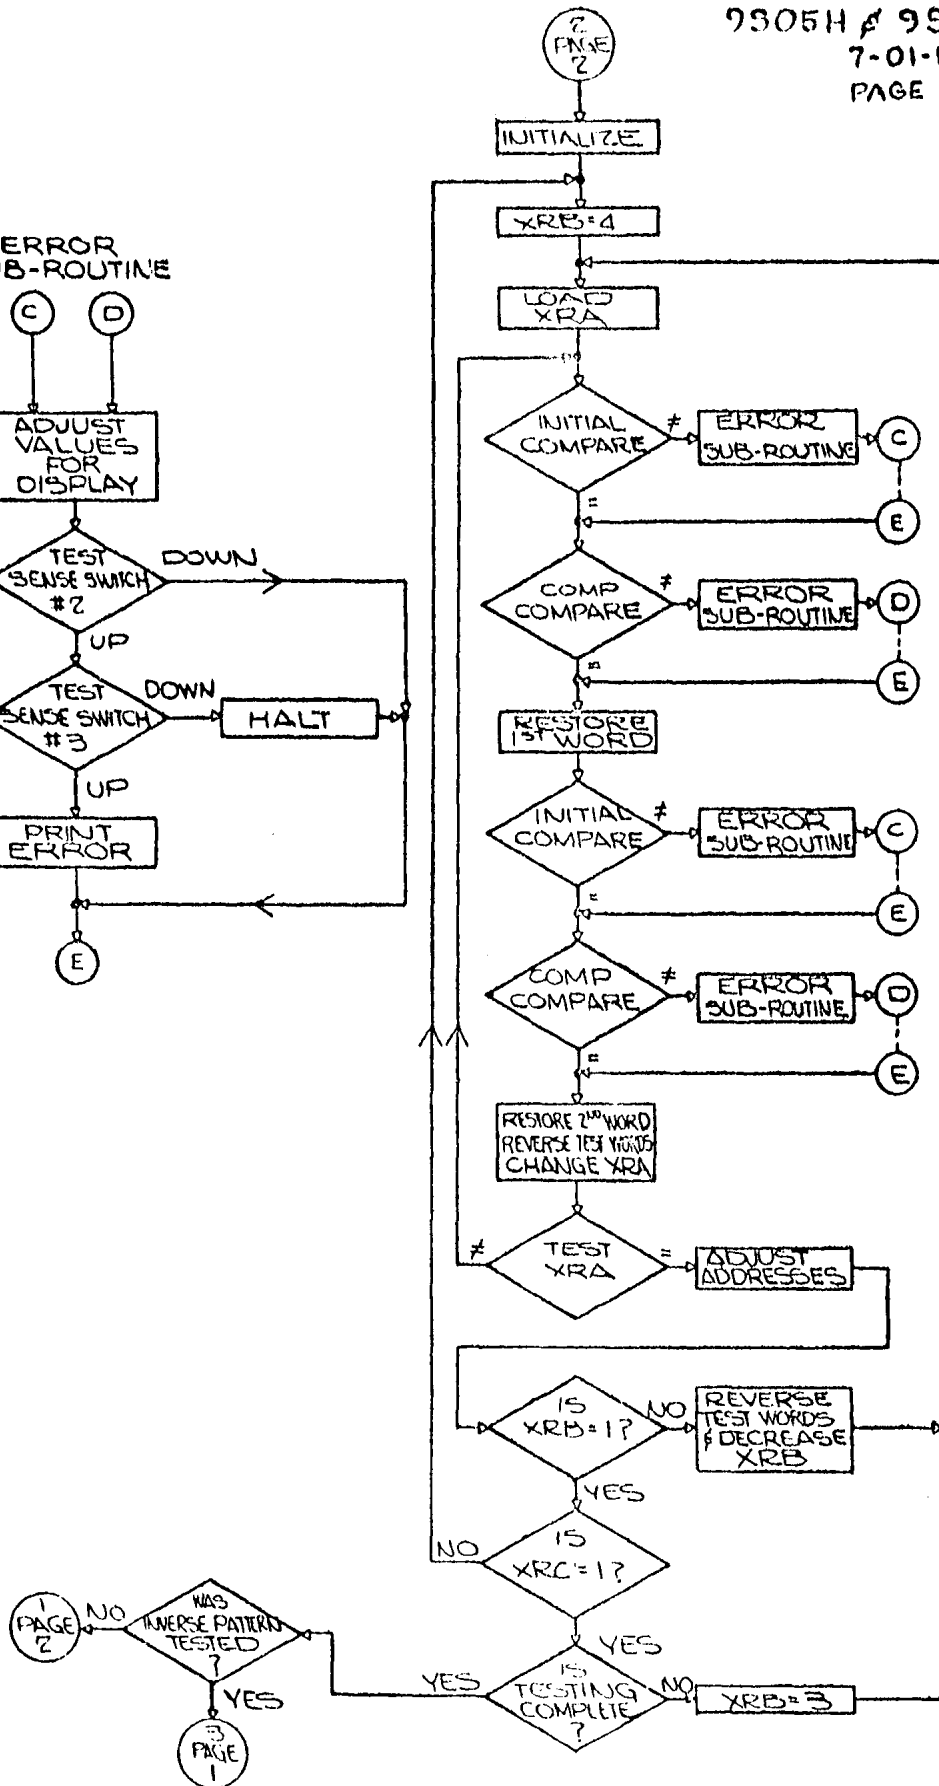 9305H & 9S
7-01-
PAGE
2
PAGE
2
INITIALIZE
XRB=4
LOAD
XRA
ERROR
B-ROUTINE
C
D
ADJUST
VALUES
FOR
DISPLAY
TEST
SENSE SWITCH
#2
DOWN
UP
TEST
SENSE SWITCH
#3
DOWN
HALT
UP
PRINT
ERROR
E
INITIAL
COMPARE
≠
ERROR
SUB-ROUTINE
C
=
E
COMP
COMPARE
≠
ERROR
SUB-ROUTINE
D
=
E
RESTORE
1ST WORD
INITIAL
COMPARE
≠
ERROR
SUB-ROUTINE
C
=
E
COMP
COMPARE
≠
ERROR
SUB-ROUTINE
D
=
E
RESTORE 2ND WORD
REVERSE TEST WORDS
CHANGE XRA
≠
TEST
XRA
=
ADJUST
ADDRESSES
IS
XRB=1?
NO
REVERSE
TEST WORDS
& DECREASE
XRB
YES
NO
IS
XRC=1?
YES
IS
TESTING
COMPLETE
?
NO
XRB=3
YES
WAS
INVERSE PATTERN
TESTED
?
NO
1
PAGE
2
YES
3
PAGE
1